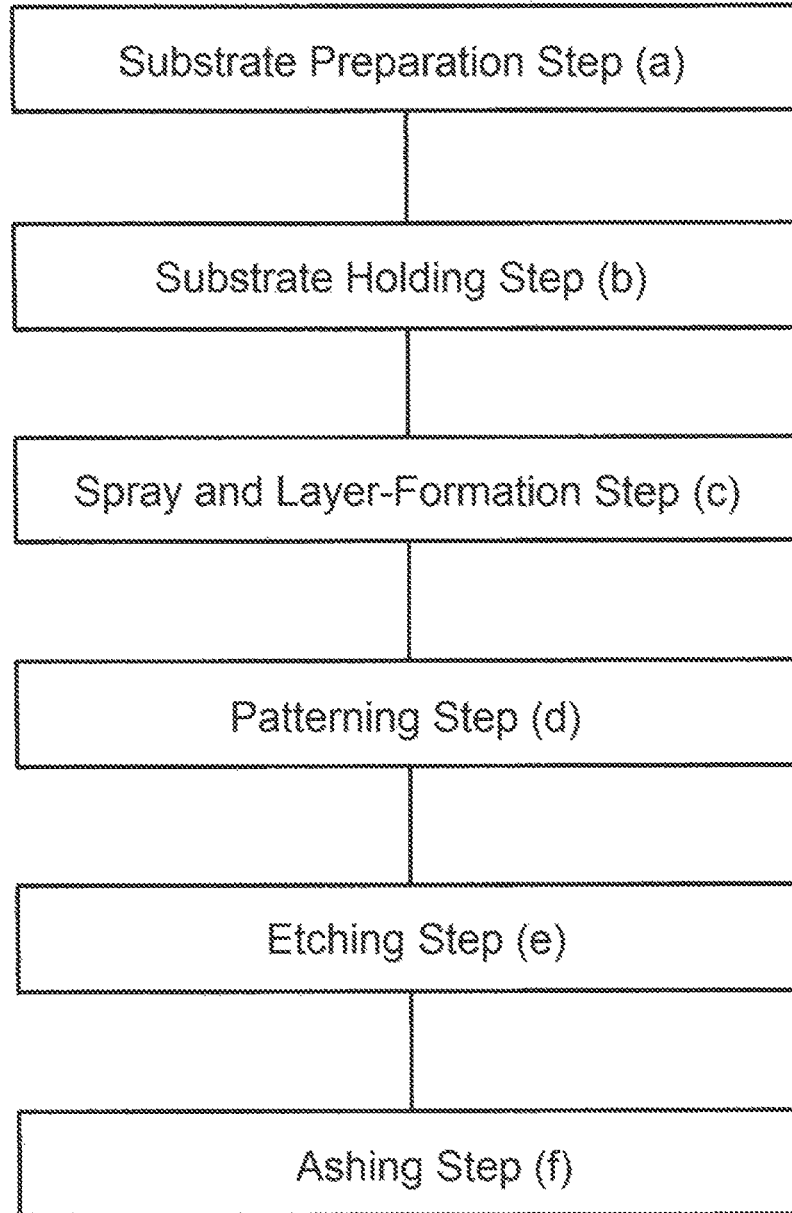 Substrate Preparation Step (a)
Substrate Holding Step (b)
Spray and Layer-Formation Step (c)
Patterning Step (d)
Etching Step (e)
Ashing Step (f)